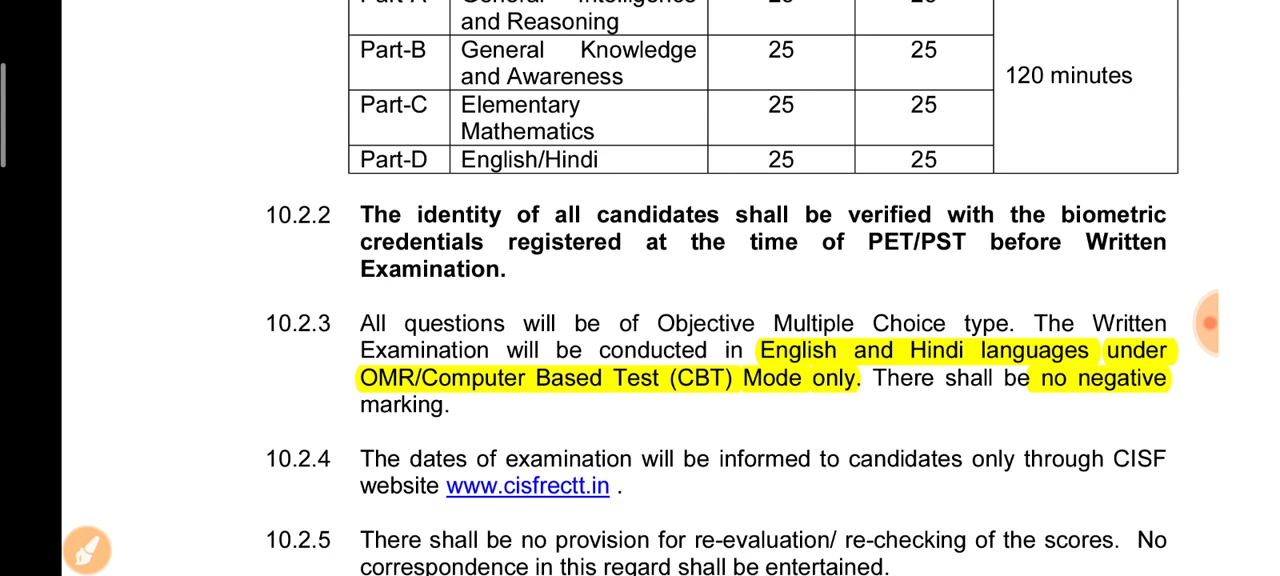 and Reasoning
Part-B General Knowledge 25 25
and Awareness
120 minutes
Part-C Elementary 25 25
Mathematics
Part-D English/Hindi 25 25
10.2.2 The identity of all candidates shall be verified with the biometric
credentials registered at the time of PET/PST before Written
Examination.
10.2.3 All questions will be of Objective Multiple Choice type. The Written
Examination will be conducted in English and Hindi languages under
OMR/Computer Based Test (CBT) Mode only. There shall be no negative
marking.
10.2.4 The dates of examination will be informed to candidates only through CISF
website www.cisfrectt.in .
10.2.5 There shall be no provision for re-evaluation/ re-checking of the scores. No
correspondence in this regard shall be entertained.